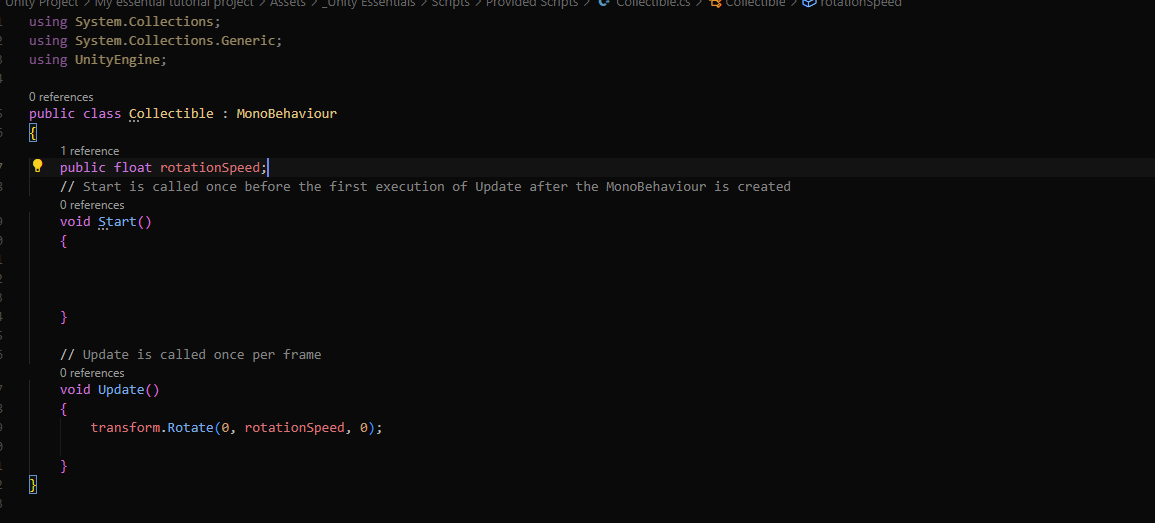 Unity Project > My essential tutorial project > Assets > _Unity Essentials > Scripts > Provided Scripts > Collectible.cs > Collectible > rotationSpeed
using System.Collections;
using System.Collections.Generic;
using UnityEngine;
0 references
public class Collectible : MonoBehaviour
{
1 reference
public float rotationSpeed;
// Start is called once before the first execution of Update after the MonoBehaviour is created
0 references
void Start()
{
}
// Update is called once per frame
0 references
void Update()
{
transform.Rotate(0, rotationSpeed, 0);
}
}